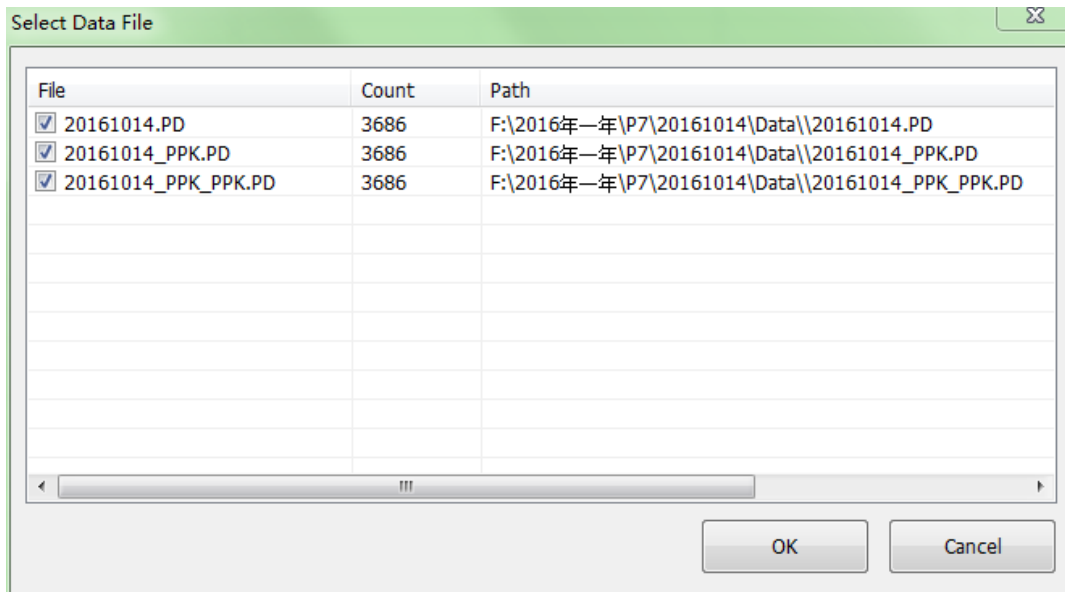 Select Data File
File Count Path
20161014.PD 3686 F:\2016年一年\P7\20161014\Data\\20161014.PD
20161014_PPK.PD 3686 F:\2016年一年\P7\20161014\Data\\20161014_PPK.PD
20161014_PPK_PPK.PD 3686 F:\2016年一年\P7\20161014\Data\\20161014_PPK_PPK.PD
OK Cancel